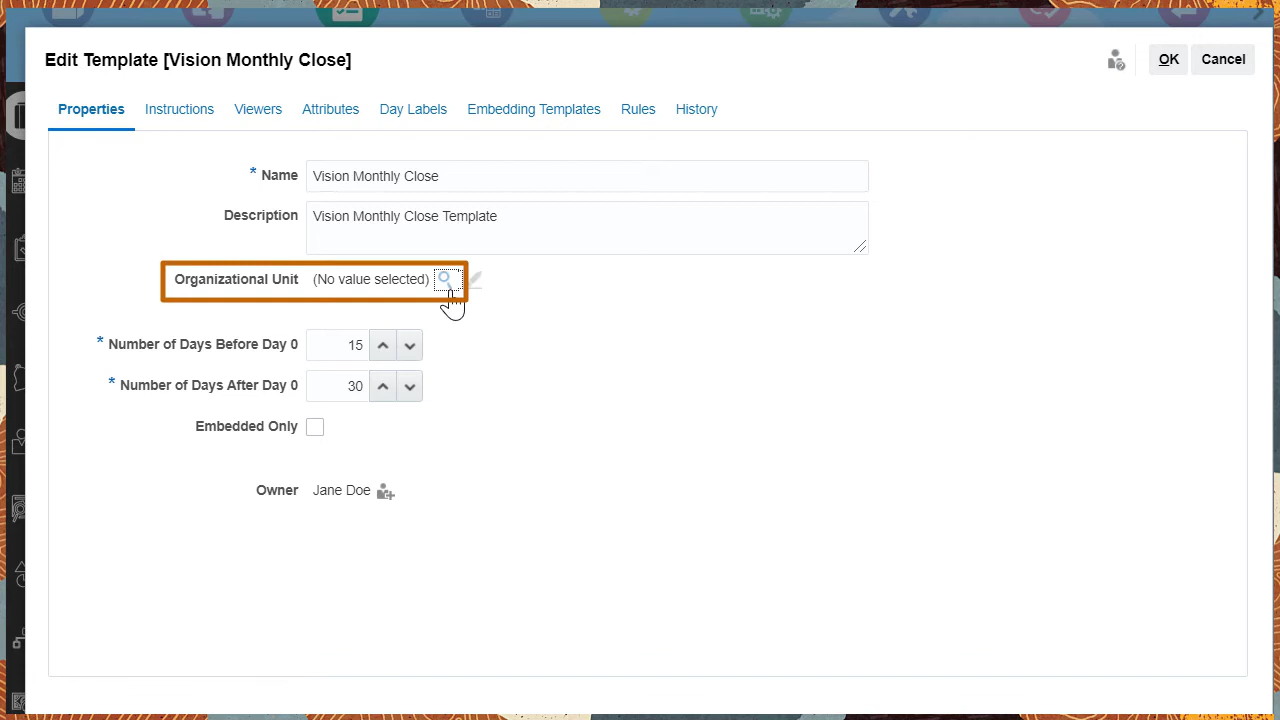 Edit Template [Vision Monthly Close]
OK Cancel
Properties Instructions Viewers Attributes Day Labels Embedding Templates Rules History
* Name Vision Monthly Close
Description Vision Monthly Close Template
Organizational Unit (No value selected)
* Number of Days Before Day 0 15
* Number of Days After Day 0 30
Embedded Only
Owner Jane Doe